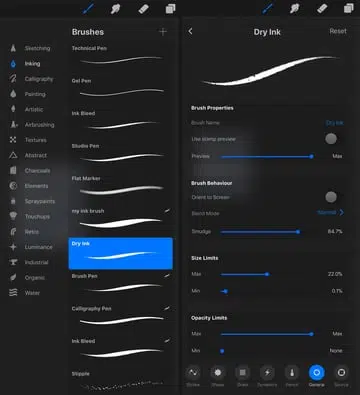 Brushes
Sketching
Inking
Calligraphy
Painting
Artistic
Airbrushing
Textures
Abstract
Charcoals
Elements
Spraypaints
Touchups
Retro
Luminance
Industrial
Organic
Water
Technical Pen
Gel Pen
Ink Bleed
Studio Pen
Flat Marker
my ink brush
Dry Ink
Brush Pen
Calligraphy Pen
Ink Bleed
Stipple
Dry Ink
Reset
Brush Properties
Brush Name Dry Ink
Use stamp preview
Preview Max
Brush Behaviour
Orient to Screen
Blend Mode Normal
Smudge 84.7%
Size Limits
Max 22.0%
Min 0.1%
Opacity Limits
Max Max
Min None
Stroke Shape Grain Dynamics Pencil General Source